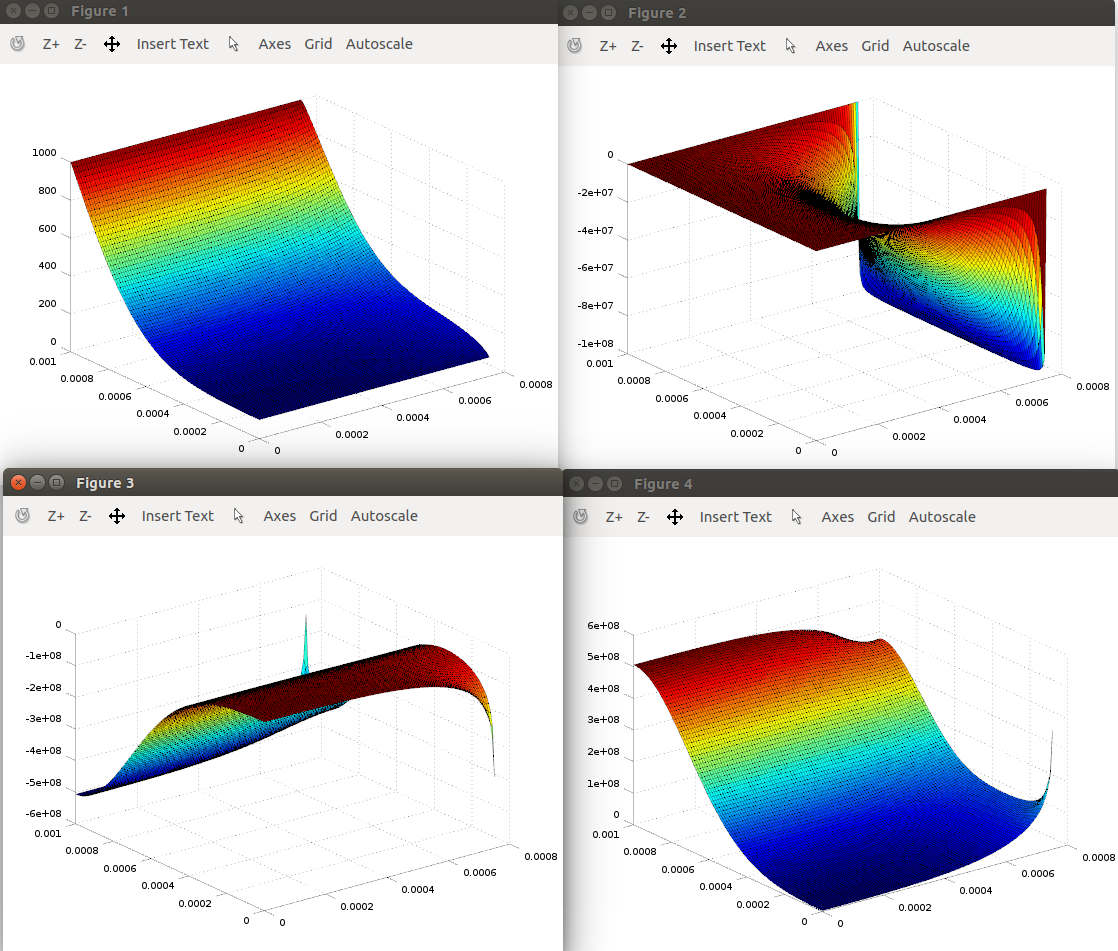 Figure 1
Z+ Z- Insert Text Axes Grid Autoscale
1000
800
600
400
200
0
0.001
0.0008
0.0006
0.0004
0.0002
0
0
0.0002
0.0004
0.0006
0.0008
Figure 2
Z+ Z- Insert Text Axes Grid Autoscale
0
-2e+07
-4e+07
-6e+07
-8e+07
-1e+08
0.001
0.0008
0.0006
0.0004
0.0002
0
0
0.0002
0.0004
0.0006
0.0008
Figure 3
Z+ Z- Insert Text Axes Grid Autoscale
0
-1e+08
-2e+08
-3e+08
-4e+08
-5e+08
-6e+08
0.001
0.0008
0.0006
0.0004
0.0002
0
0
0.0002
0.0004
0.0006
0.0008
Figure 4
Z+ Z- Insert Text Axes Grid Autoscale
6e+08
5e+08
4e+08
3e+08
2e+08
1e+08
0
0.001
0.0008
0.0006
0.0004
0.0002
0
0
0.0002
0.0004
0.0006
0.0008